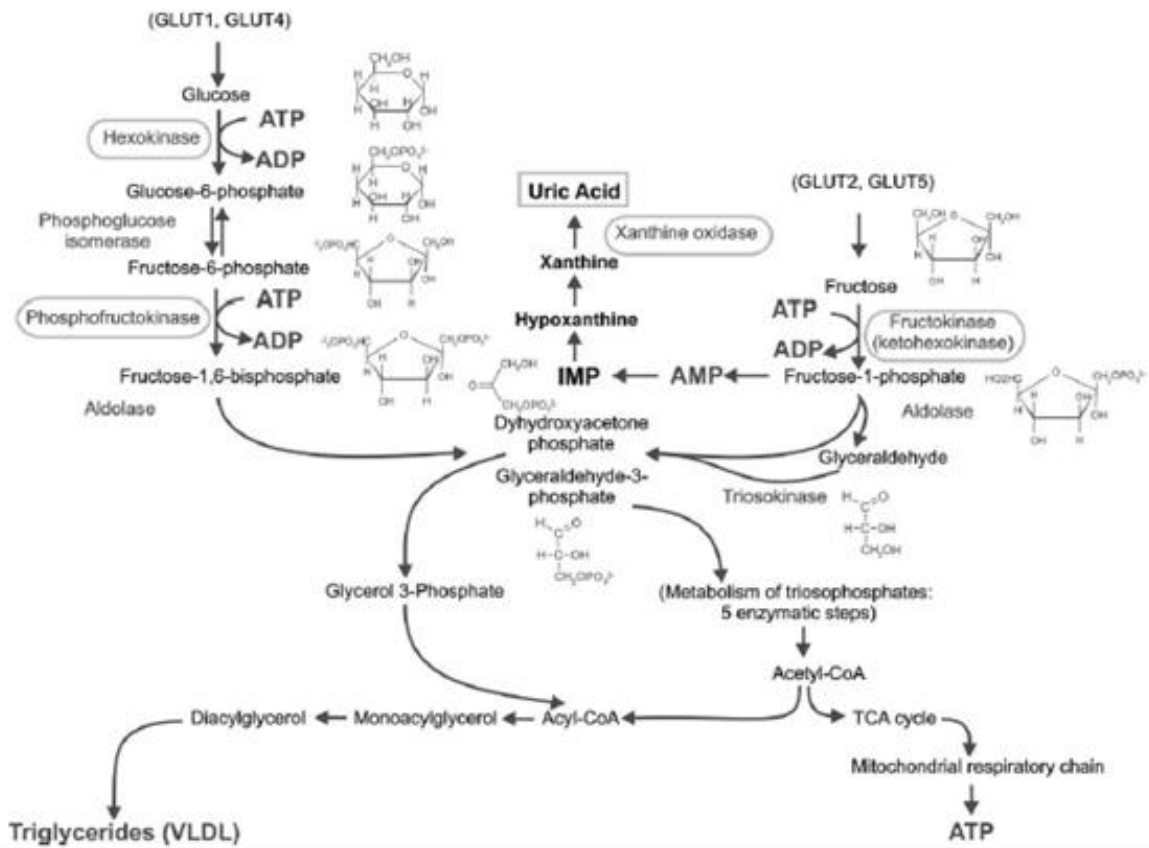 (GLUT1, GLUT4)
Glucose
ATP
Hexokinase
ADP
Glucose-6-phosphate
Phosphoglucose
isomerase
Fructose-6-phosphate
ATP
Phosphofructokinase
ADP
Fructose-1,6-bisphosphate
Aldolase
Uric Acid
Xanthine oxidase
Xanthine
Hypoxanthine
IMP
AMP
(GLUT2, GLUT5)
Fructose
ATP
Fructokinase
(ketohexokinase)
ADP
Fructose-1-phosphate
Aldolase
Dyhydroxyacetone
phosphate
Glyceraldehyde
Glyceraldehyde-3-
phosphate
Triosokinase
Glycerol 3-Phosphate
(Metabolism of triosophosphates:
5 enzymatic steps)
Acetyl-CoA
Diacylglycerol
Monoacylglycerol
Acyl-CoA
TCA cycle
Mitochondrial respiratory chain
Triglycerides (VLDL)
ATP